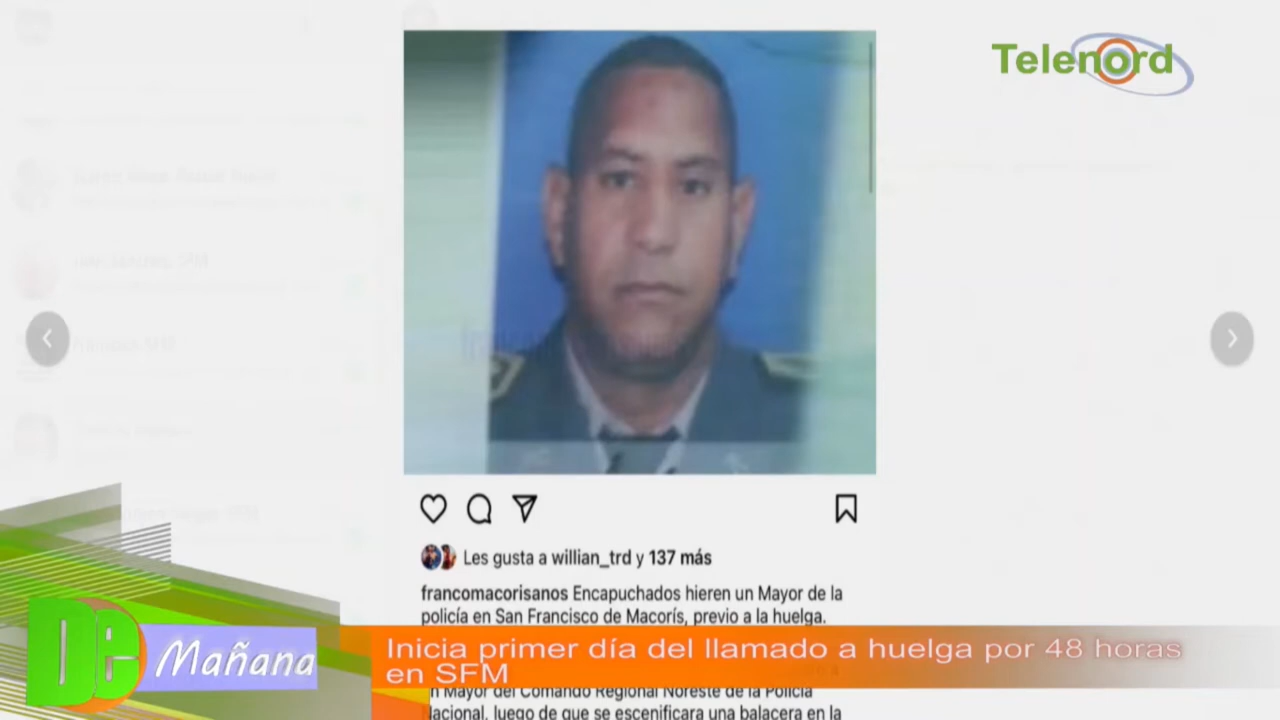 Telenord
Les gusta a willian_trd y 137 más
francomacorisanos Encapuchados hieren un Mayor de la
policía en San Francisco de Macorís, previo a la huelga.
De Mañana
Inicia primer día del llamado a huelga por 48 horas
en SFM
n Mayor del Comando Regional Noreste de la Policía
Nacional, luego de que se escenificara una balacera en la